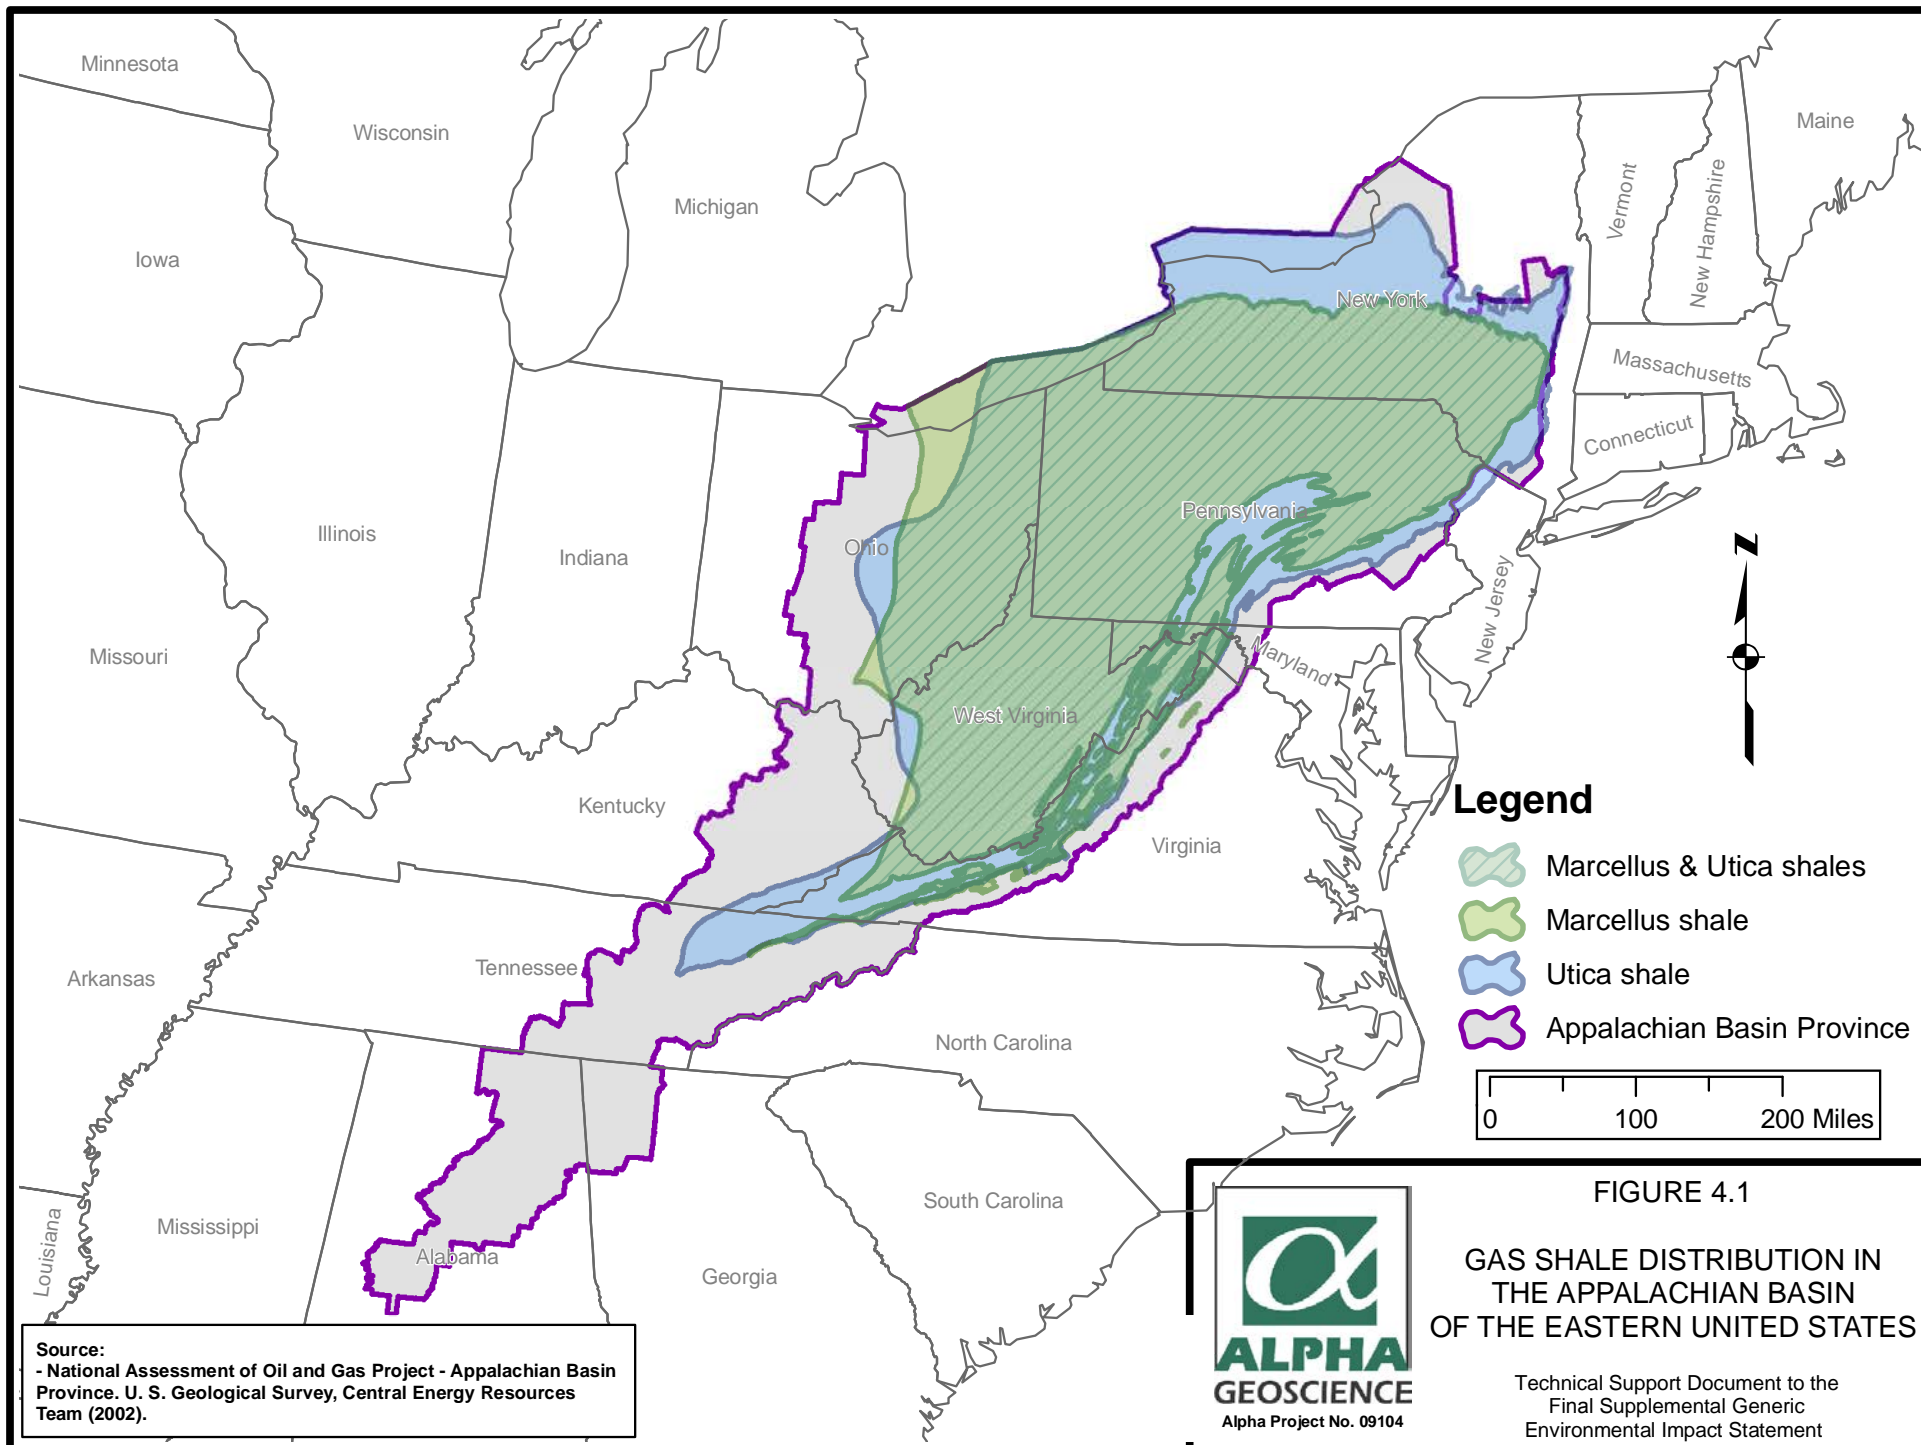 Minnesota
Wisconsin
Michigan
Maine
Vermont
New Hampshire
Iowa
New York
Massachusetts
Connecticut
Illinois
Indiana
Ohio
Pennsylvania
New Jersey
Missouri
Maryland
West Virginia
Kentucky
Virginia
Legend
Marcellus & Utica shales
Marcellus shale
Utica shale
Appalachian Basin Province
Arkansas
Tennessee
North Carolina
0 100 200 Miles
Louisiana
Mississippi
Alabama
Georgia
South Carolina
N
Source:
- National Assessment of Oil and Gas Project - Appalachian Basin
Province. U. S. Geological Survey, Central Energy Resources
Team (2002).
α
ALPHA
GEOSCIENCE
Alpha Project No. 09104
FIGURE 4.1
GAS SHALE DISTRIBUTION IN
THE APPALACHIAN BASIN
OF THE EASTERN UNITED STATES
Technical Support Document to the
Final Supplemental Generic
Environmental Impact Statement